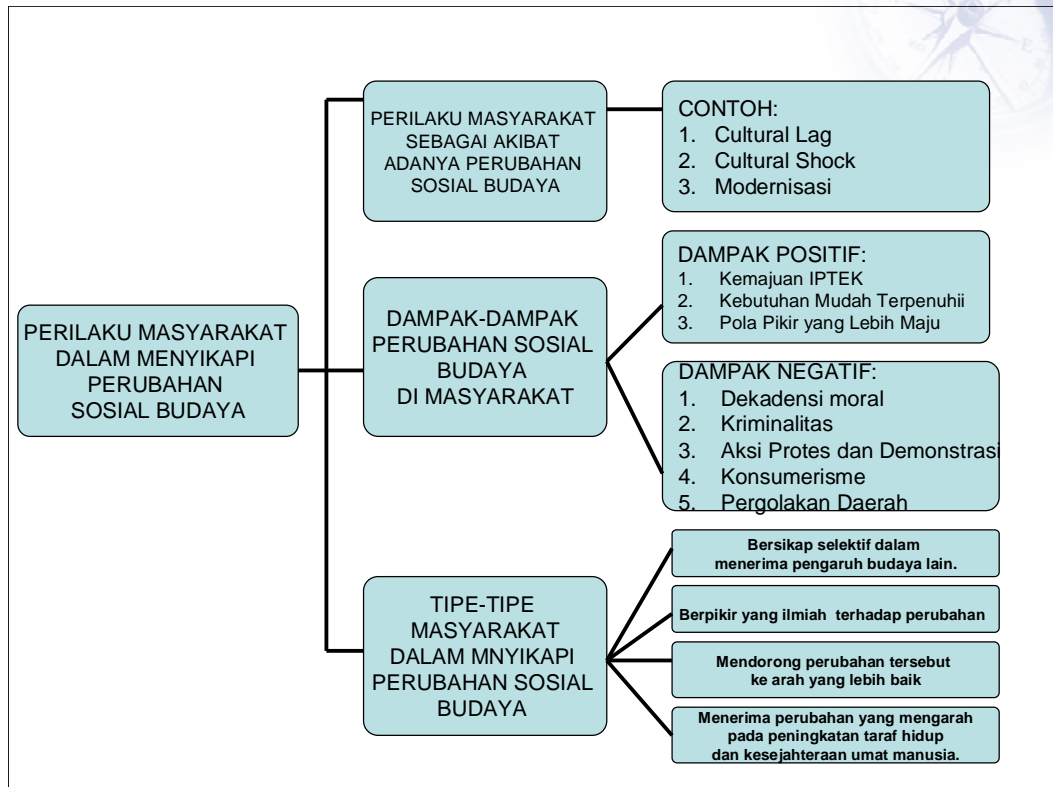 PERILAKU MASYARAKAT
DALAM MENYIKAPI
PERUBAHAN
SOSIAL BUDAYA
PERILAKU MASYARAKAT
SEBAGAI AKIBAT
ADANYA PERUBAHAN
SOSIAL BUDAYA
CONTOH:
1. Cultural Lag
2. Cultural Shock
3. Modernisasi
DAMPAK-DAMPAK
PERUBAHAN SOSIAL
BUDAYA
DI MASYARAKAT
DAMPAK POSITIF:
1. Kemajuan IPTEK
2. Kebutuhan Mudah Terpenuhii
3. Pola Pikir yang Lebih Maju
DAMPAK NEGATIF:
1. Dekadensi moral
2. Kriminalitas
3. Aksi Protes dan Demonstrasi
4. Konsumerisme
5. Pergolakan Daerah
TIPE-TIPE
MASYARAKAT
DALAM MNYIKAPI
PERUBAHAN SOSIAL
BUDAYA
Bersikap selektif dalam
menerima pengaruh budaya lain.
Berpikir yang ilmiah terhadap perubahan
Mendorong perubahan tersebut
ke arah yang lebih baik
Menerima perubahan yang mengarah
pada peningkatan taraf hidup
dan kesejahteraan umat manusia.